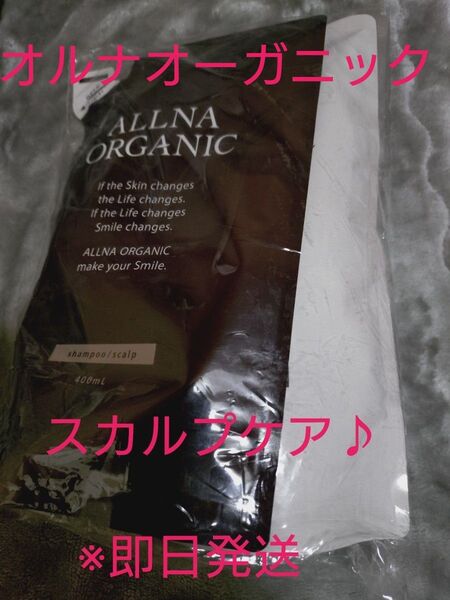 オルナオーガニック
ALLNA
ORGANIC
If the Skin changes
the Life changes.
If the Life changes
Smile changes.
ALLNA ORGANIC
make your Smile.
shampoo/scalp
400mL
スカルプケア♪
※即日発送